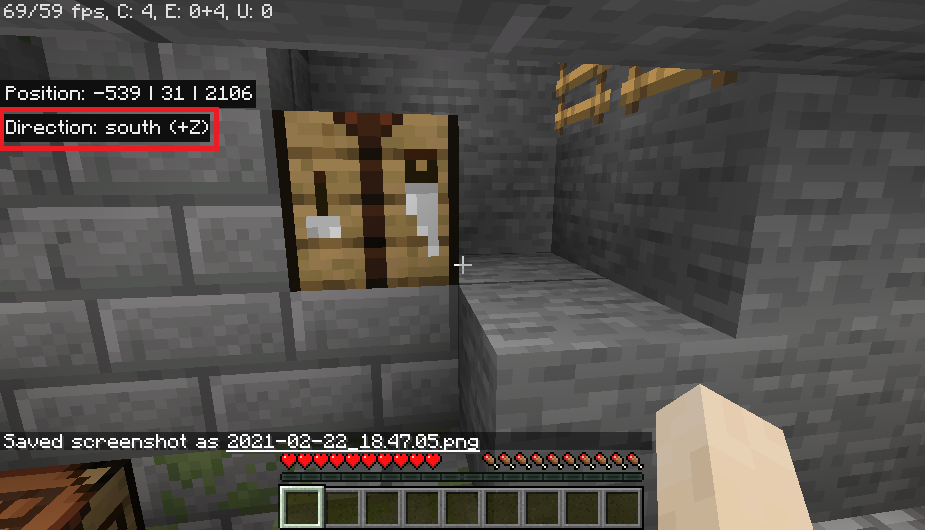 69/59 fps, C: 4, E: 0+4, U: 0
Position: -539 | 31 | 2106
Direction: south (+Z)
Saved screenshot as 2021-02-22_18.47.05.png